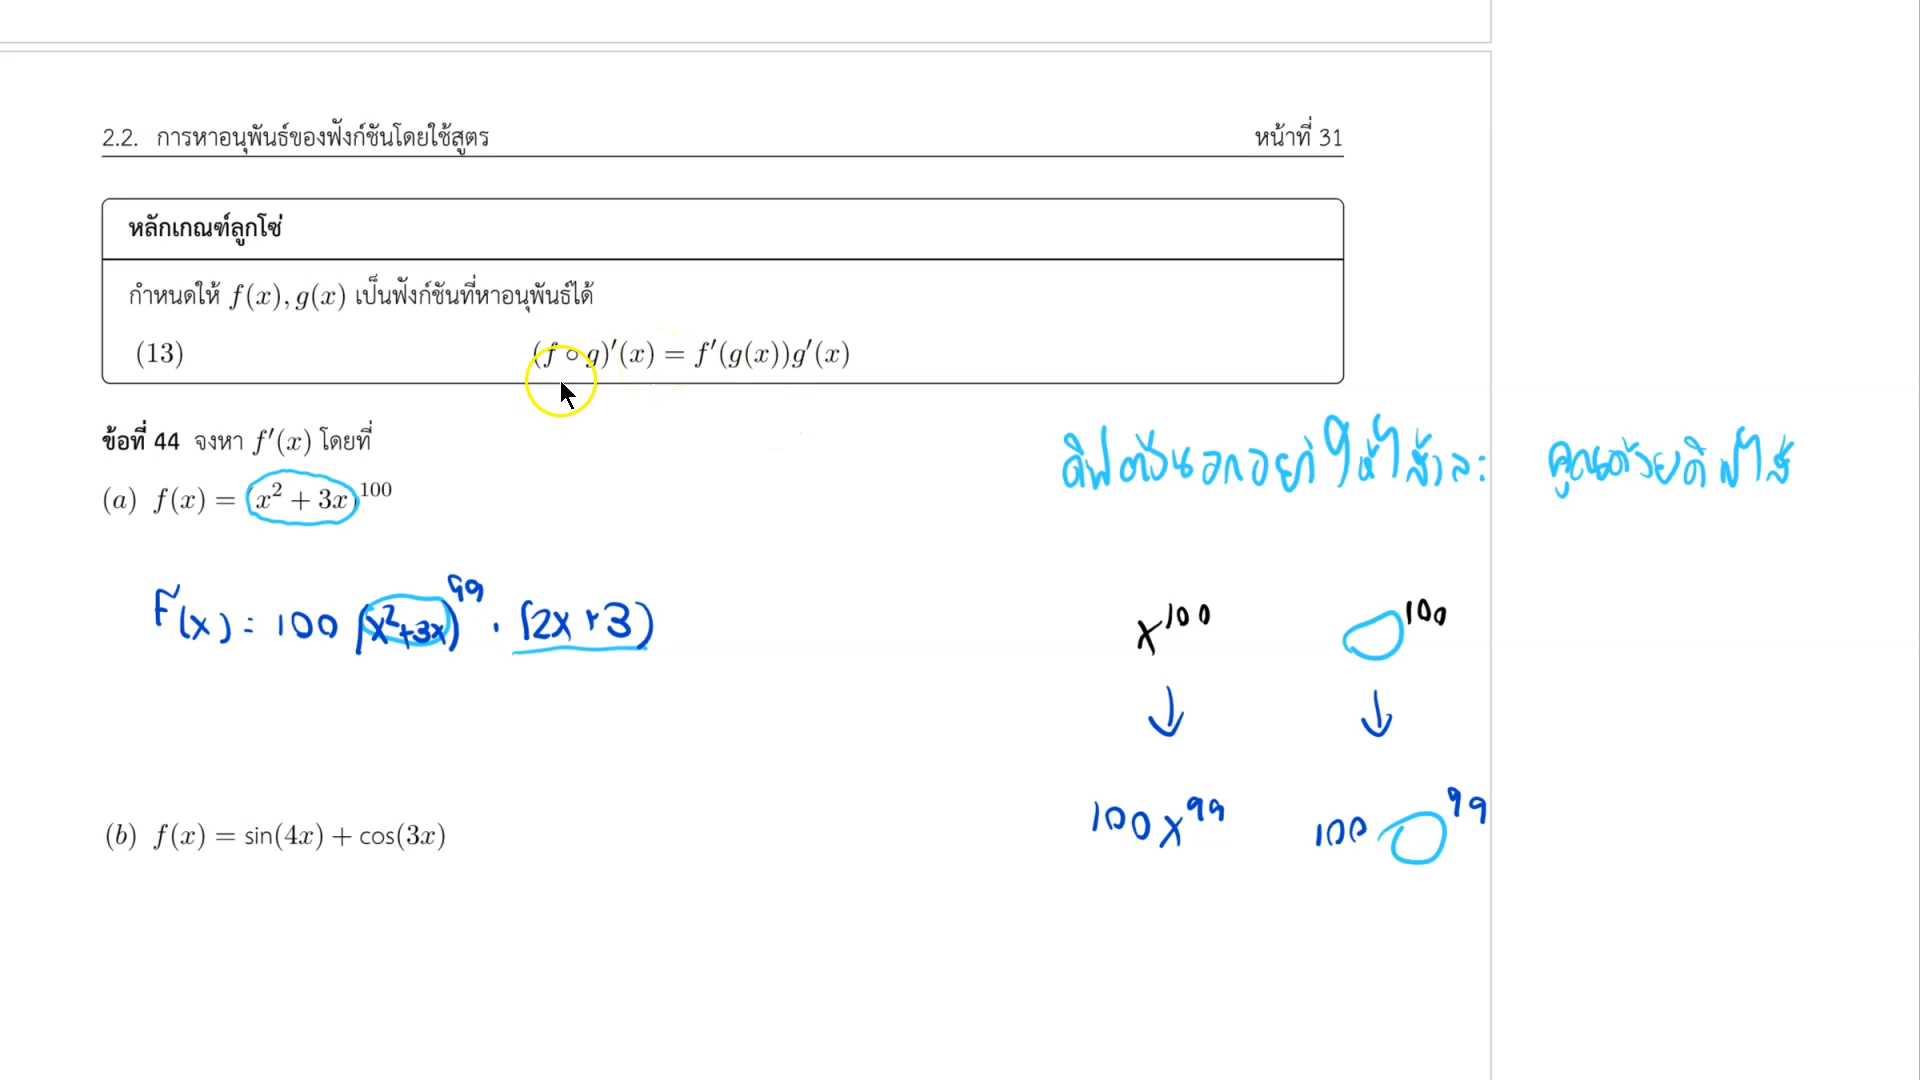 2.2. การหาอนุพันธ์ของฟังก์ชันโดยใช้สูตร หน้าที่ 31
หลักเกณฑ์ลูกโซ่
กำหนดให้ f(x), g(x) เป็นฟังก์ชันที่หาอนุพันธ์ได้
(13) (f ∘ g)′(x) = f′(g(x))g′(x)
ข้อที่ 44 จงหา f′(x) โดยที่
ดิฟตัวนอกอย่าให้ไส้เละ คูณด้วยดิฟไส้
(a) f(x) = (x² + 3x)¹⁰⁰
f′(x) = 100 (x²+3x)⁹⁹ · (2x+3)
x¹⁰⁰ ◯¹⁰⁰
↓ ↓
100x⁹⁹ 100 ◯⁹⁹
(b) f(x) = sin(4x) + cos(3x)